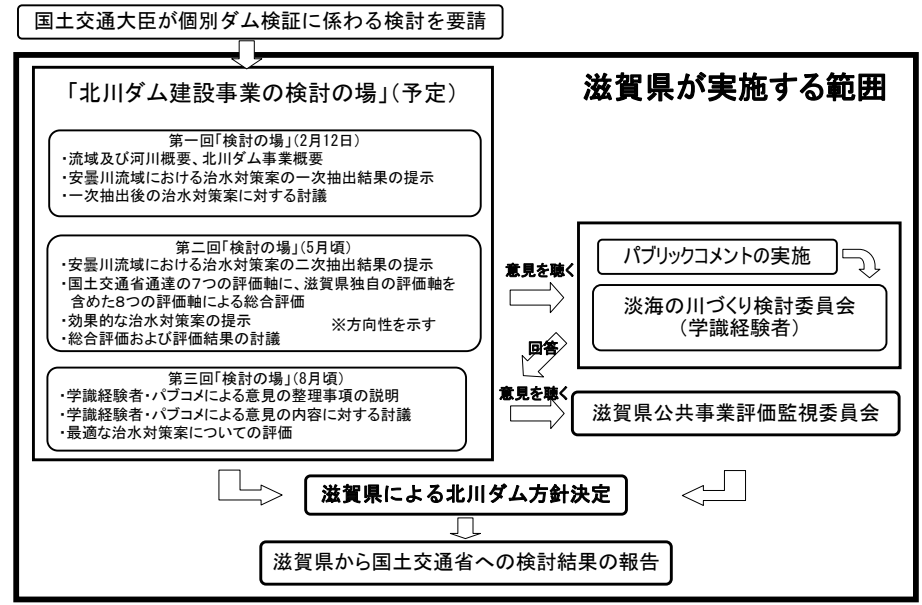 国土交通大臣が個別ダム検証に係わる検討を要請
滋賀県が実施する範囲
「北川ダム建設事業の検討の場」(予定)
第一回「検討の場」(2月12日)
・流域及び河川概要、北川ダム事業概要
・安曇川流域における治水対策案の一次抽出結果の提示
・一次抽出後の治水対策案に対する討議
第二回「検討の場」(5月頃)
・安曇川流域における治水対策案の二次抽出結果の提示
・国土交通省通達の7つの評価軸に、滋賀県独自の評価軸を
含めた8つの評価軸による総合評価
・効果的な治水対策案の提示 ※方向性を示す
・総合評価および評価結果の討議
第三回「検討の場」(8月頃)
・学識経験者・パブコメによる意見の整理事項の説明
・学識経験者・パブコメによる意見の内容に対する討議
・最適な治水対策案についての評価
意見を聴く
パブリックコメントの実施
淡海の川づくり検討委員会
(学識経験者)
回答
意見を聴く
滋賀県公共事業評価監視委員会
滋賀県による北川ダム方針決定
滋賀県から国土交通省への検討結果の報告